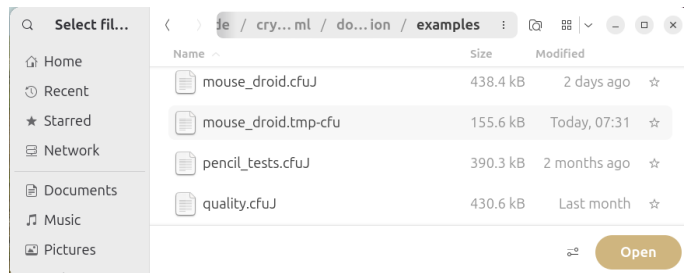 Select fil...
de / cry... ml / do...ion / examples
Name Size Modified
Home
Recent
Starred
Network
Documents
Music
Pictures
mouse_droid.cfuJ 438.4 kB 2 days ago
mouse_droid.tmp-cfu 155.6 kB Today, 07:31
pencil_tests.cfuJ 390.3 kB 2 months ago
quality.cfuJ 430.6 kB Last month
Open